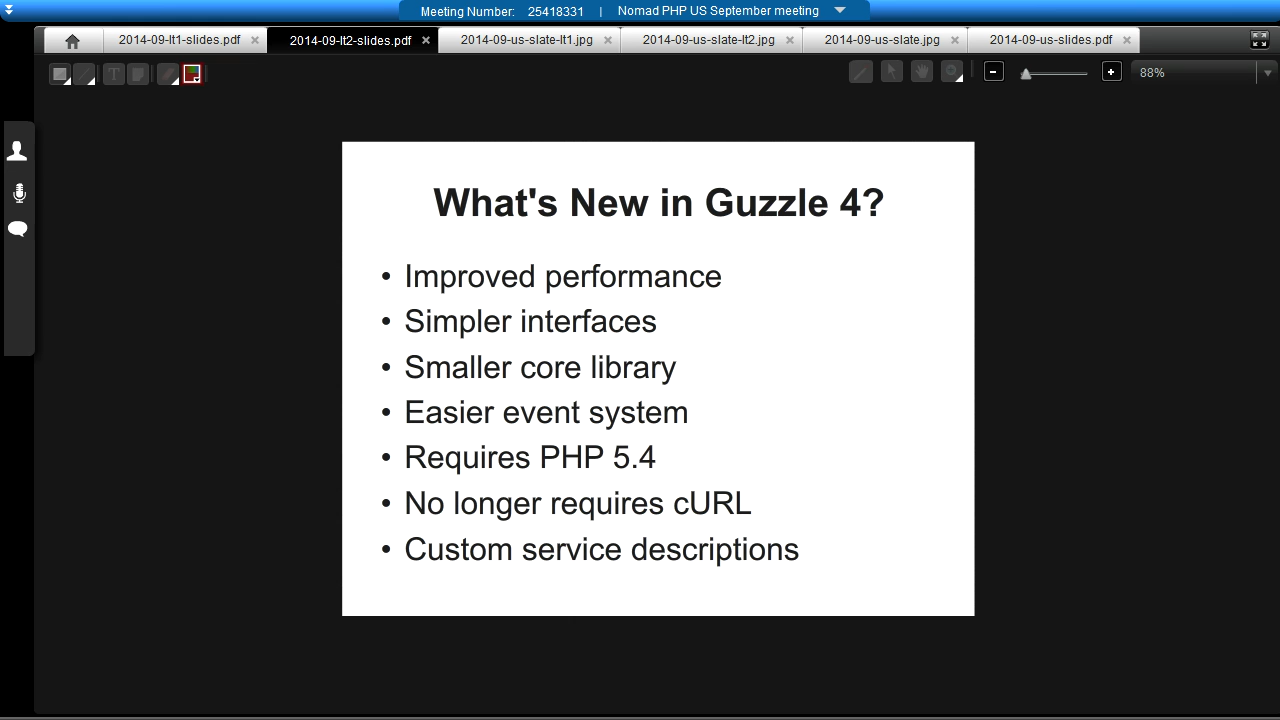 Meeting Number: 25418331 | Nomad PHP US September meeting
2014-09-lt1-slides.pdf
2014-09-lt2-slides.pdf
2014-09-us-slate-lt1.jpg
2014-09-us-slate-lt2.jpg
2014-09-us-slate.jpg
2014-09-us-slides.pdf
T
88%
What's New in Guzzle 4?
• Improved performance
• Simpler interfaces
• Smaller core library
• Easier event system
• Requires PHP 5.4
• No longer requires cURL
• Custom service descriptions